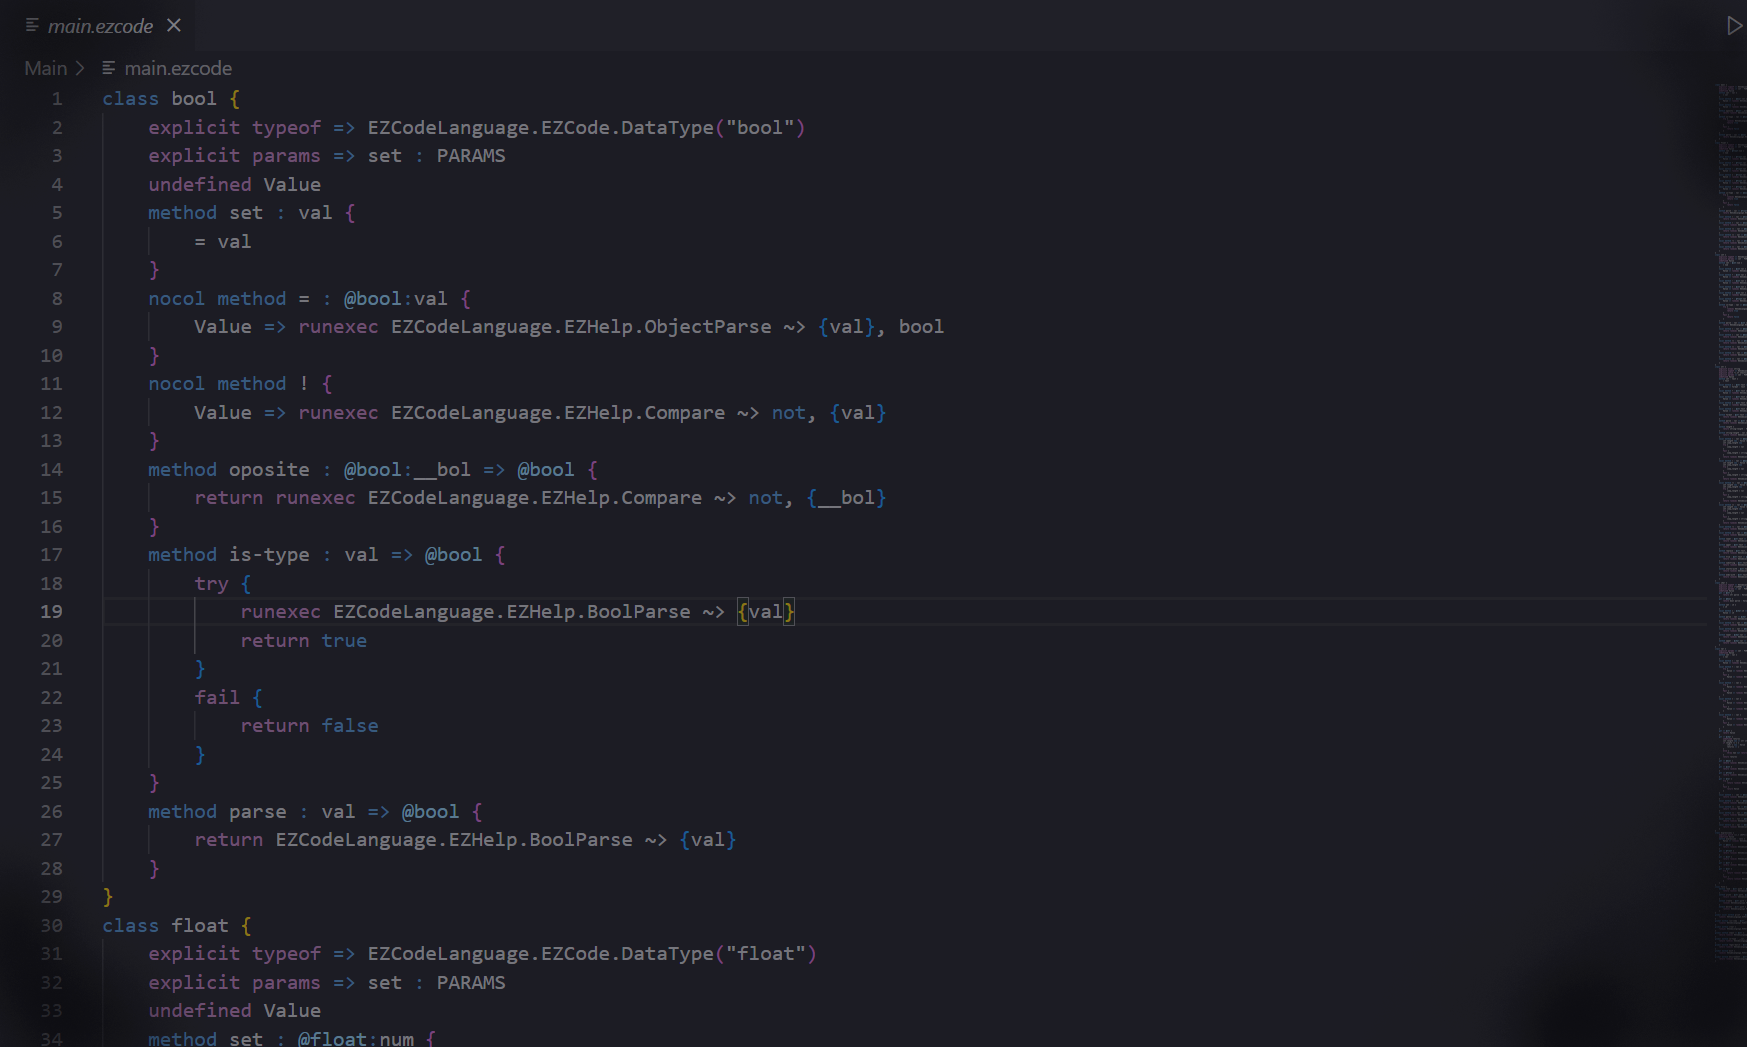 main.ezcode
Main > main.ezcode
1 class bool {
2 explicit typeof => EZCodeLanguage.EZCode.DataType("bool")
3 explicit params => set : PARAMS
4 undefined Value
5 method set : val {
6 = val
7 }
8 nocol method = : @bool:val {
9 Value => runexec EZCodeLanguage.EZHelp.ObjectParse ~> {val}, bool
10 }
11 nocol method ! {
12 Value => runexec EZCodeLanguage.EZHelp.Compare ~> not, {val}
13 }
14 method oposite : @bool:__bol => @bool {
15 return runexec EZCodeLanguage.EZHelp.Compare ~> not, {__bol}
16 }
17 method is-type : val => @bool {
18 try {
19 runexec EZCodeLanguage.EZHelp.BoolParse ~> {val}
20 return true
21 }
22 fail {
23 return false
24 }
25 }
26 method parse : val => @bool {
27 return EZCodeLanguage.EZHelp.BoolParse ~> {val}
28 }
29 }
30 class float {
31 explicit typeof => EZCodeLanguage.EZCode.DataType("float")
32 explicit params => set : PARAMS
33 undefined Value
34 method set : @float:num {